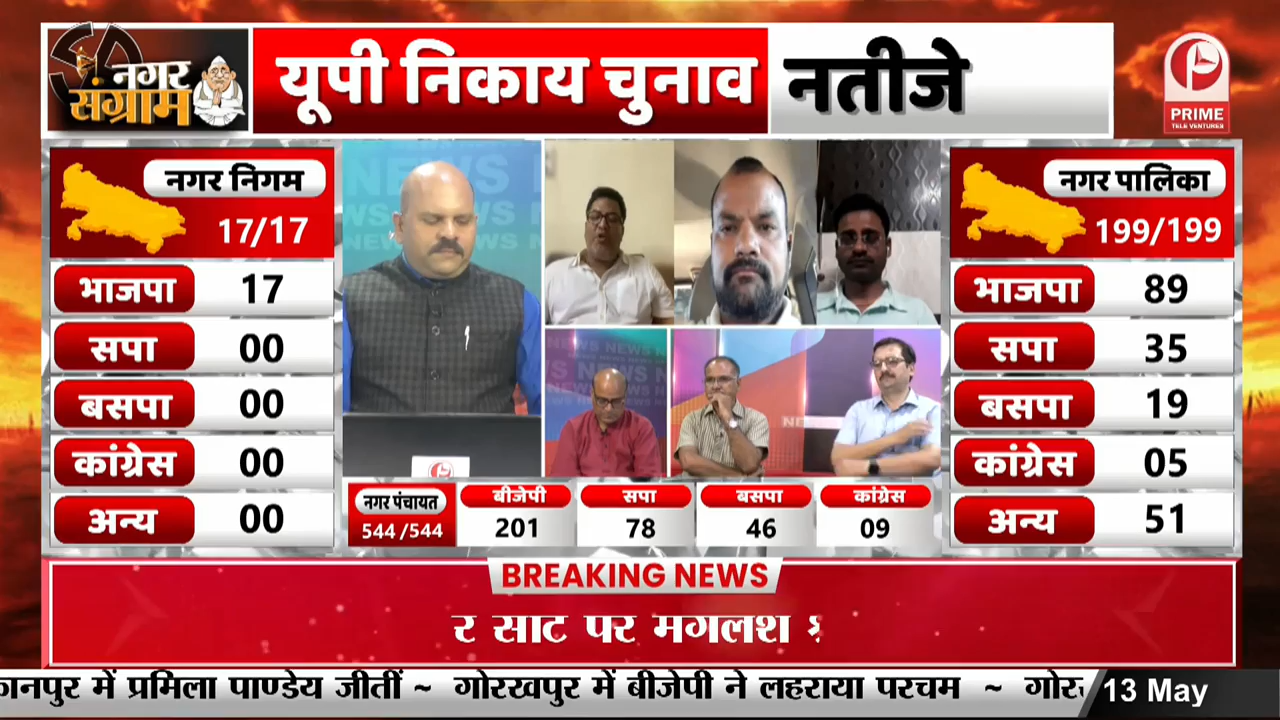 नगर
संग्राम
यूपी निकाय चुनाव नतीजे
PRIME
TELE VENTURES
नगर निगम
17/17
भाजपा 17
सपा 00
बसपा 00
कांग्रेस 00
अन्य 00
नगर पालिका
199/199
भाजपा 89
सपा 35
बसपा 19
कांग्रेस 05
अन्य 51
नगर पंचायत
544/544
बीजेपी 201
सपा 78
बसपा 46
कांग्रेस 09
BREAKING NEWS
पर
कानपुर में प्रमिला पाण्डेय जीतीं ~ गोरखपुर में बीजेपी ने लहराया परचम ~
13 May